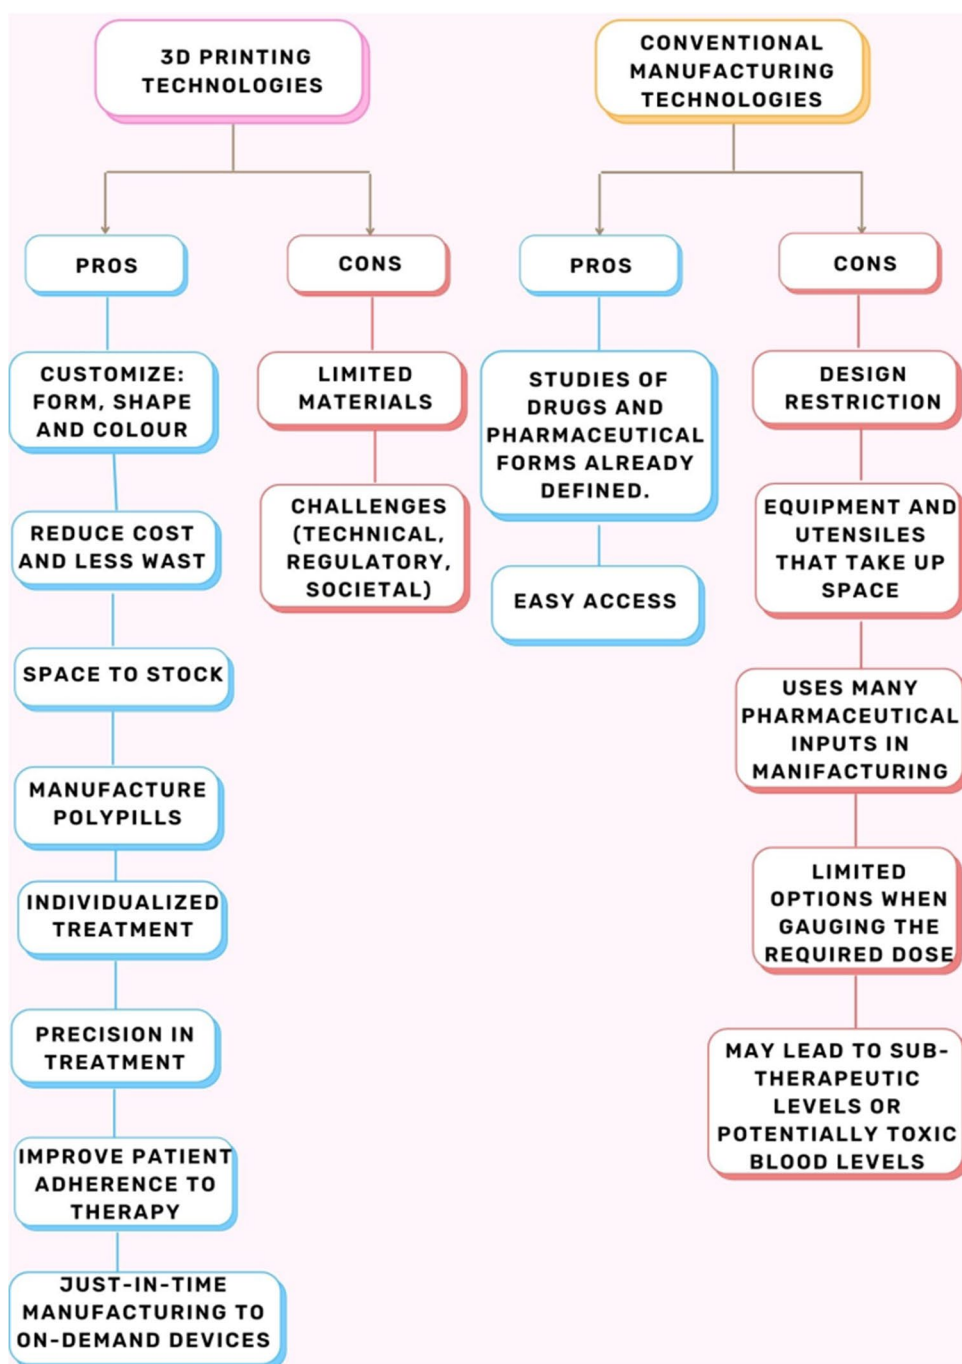 3D PRINTING
TECHNOLOGIES
PROS
CUSTOMIZE:
FORM, SHAPE
AND COLOUR
REDUCE COST
AND LESS WAST
SPACE TO STOCK
MANUFACTURE
POLYPILLS
INDIVIDUALIZED
TREATMENT
PRECISION IN
TREATMENT
IMPROVE PATIENT
ADHERENCE TO
THERAPY
JUST-IN-TIME
MANUFACTURING TO
ON-DEMAND DEVICES
CONS
LIMITED
MATERIALS
CHALLENGES
(TECHNICAL,
REGULATORY,
SOCIETAL)
CONVENTIONAL
MANUFACTURING
TECHNOLOGIES
PROS
STUDIES OF
DRUGS AND
PHARMACEUTICAL
FORMS ALREADY
DEFINED.
EASY ACCESS
CONS
DESIGN
RESTRICTION
EQUIPMENT AND
UTENSILES
THAT TAKE UP
SPACE
USES MANY
PHARMACEUTICAL
INPUTS IN
MANIFACTURING
LIMITED
OPTIONS WHEN
GAUGING THE
REQUIRED DOSE
MAY LEAD TO SUB-
THERAPEUTIC
LEVELS OR
POTENTIALLY TOXIC
BLOOD LEVELS